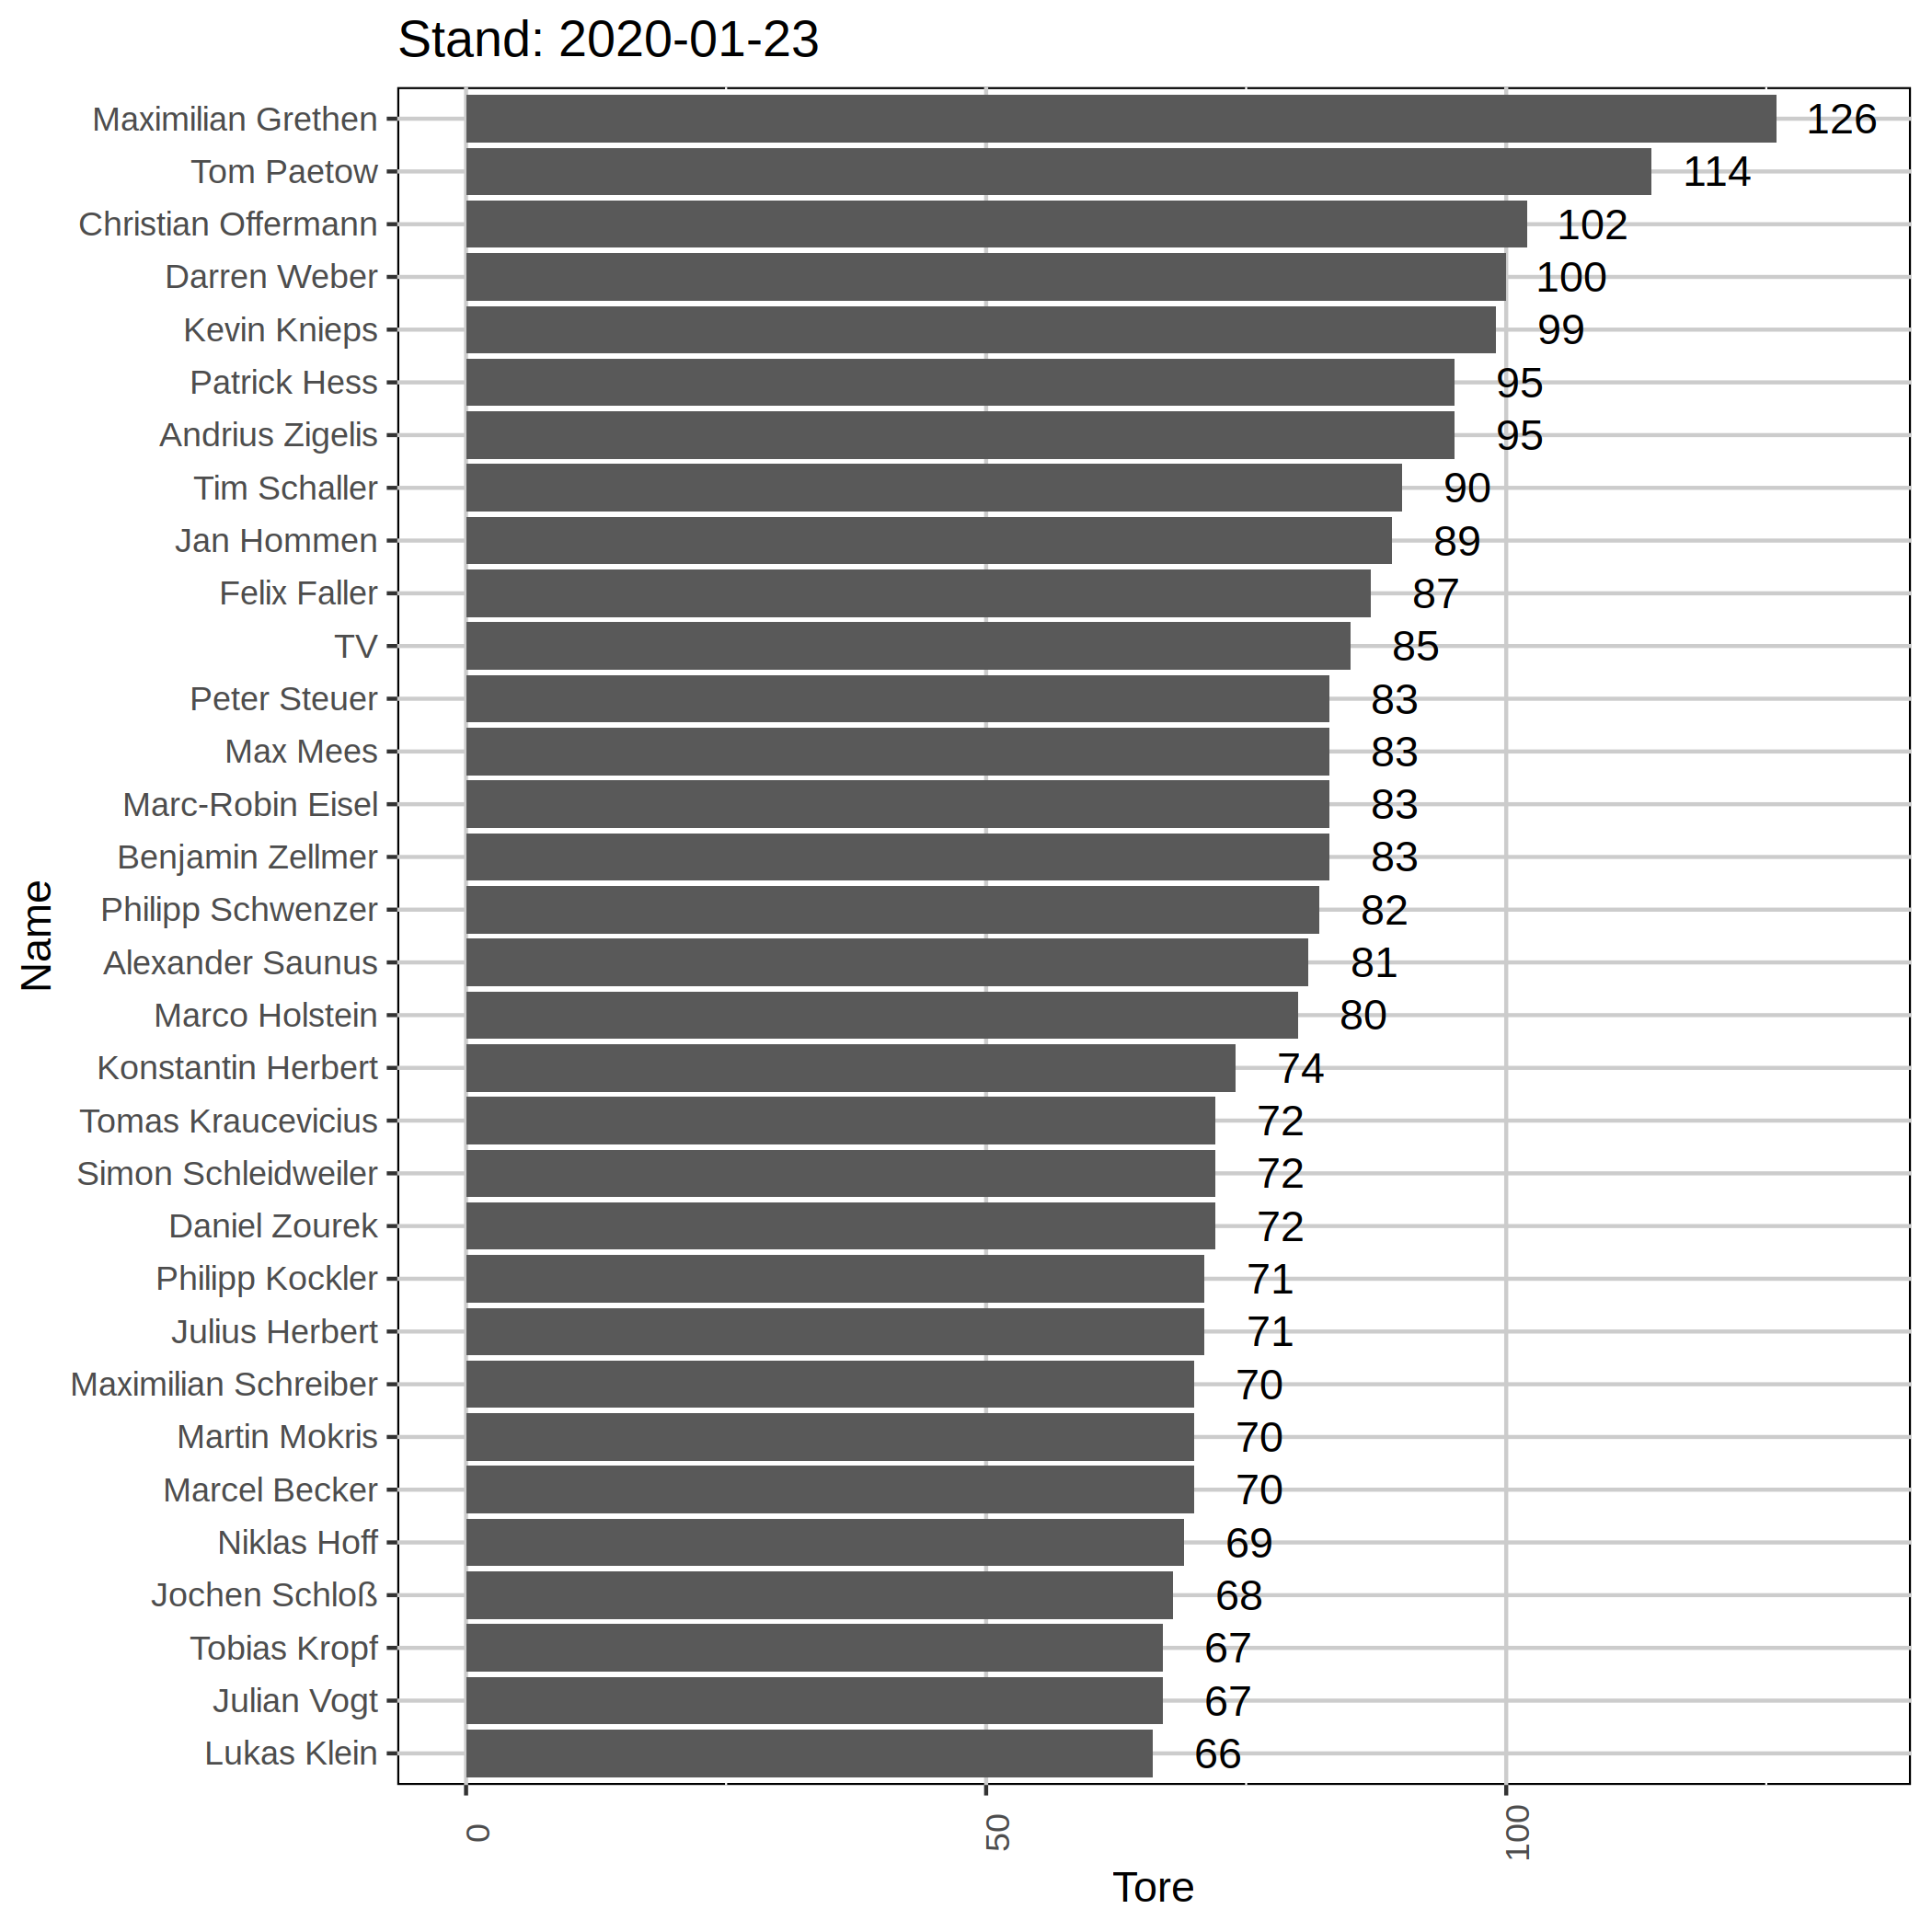 Stand: 2020-01-23
Maximilian Grethen 126
Tom Paetow 114
Christian Offermann 102
Darren Weber 100
Kevin Knieps 99
Patrick Hess 95
Andrius Zigelis 95
Tim Schaller 90
Jan Hommen 89
Felix Faller 87
TV 85
Peter Steuer 83
Max Mees 83
Marc-Robin Eisel 83
Benjamin Zellmer 83
Philipp Schwenzer 82
Alexander Saunus 81
Marco Holstein 80
Konstantin Herbert 74
Tomas Kraucevicius 72
Simon Schleidweiler 72
Daniel Zourek 72
Philipp Kockler 71
Julius Herbert 71
Maximilian Schreiber 70
Martin Mokris 70
Marcel Becker 70
Niklas Hoff 69
Jochen Schloß 68
Tobias Kropf 67
Julian Vogt 67
Lukas Klein 66
Name
0 50 100
Tore